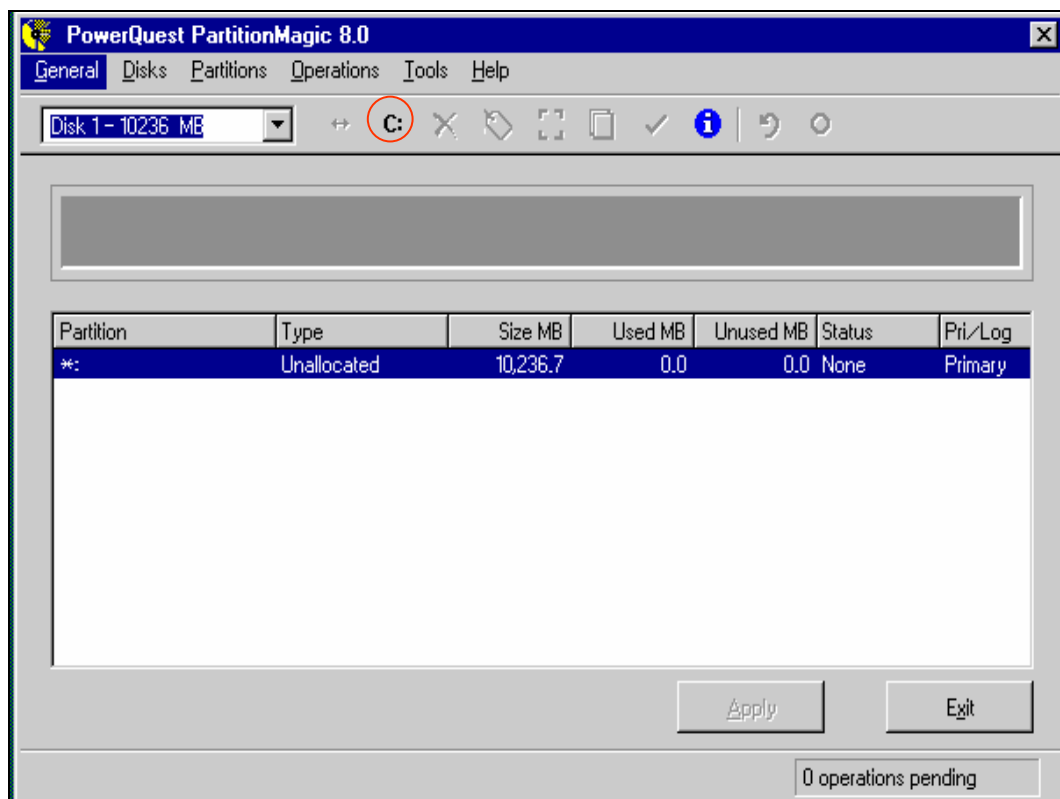 PowerQuest PartitionMagic 8.0
General Disks Partitions Operations Tools Help
Disk 1 - 10236 MB C:
Partition Type Size MB Used MB Unused MB Status Pri/Log
*: Unallocated 10,236.7 0.0 0.0 None Primary
Apply Exit
0 operations pending